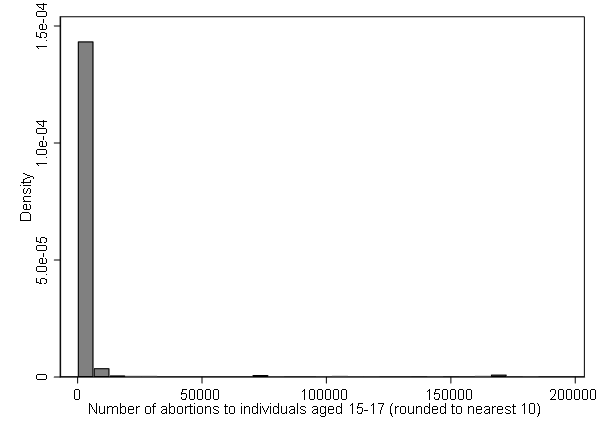 1.5e-04
1.0e-04
5.0e-05
0
Density
0 50000 100000 150000 200000
Number of abortions to individuals aged 15-17 (rounded to nearest 10)